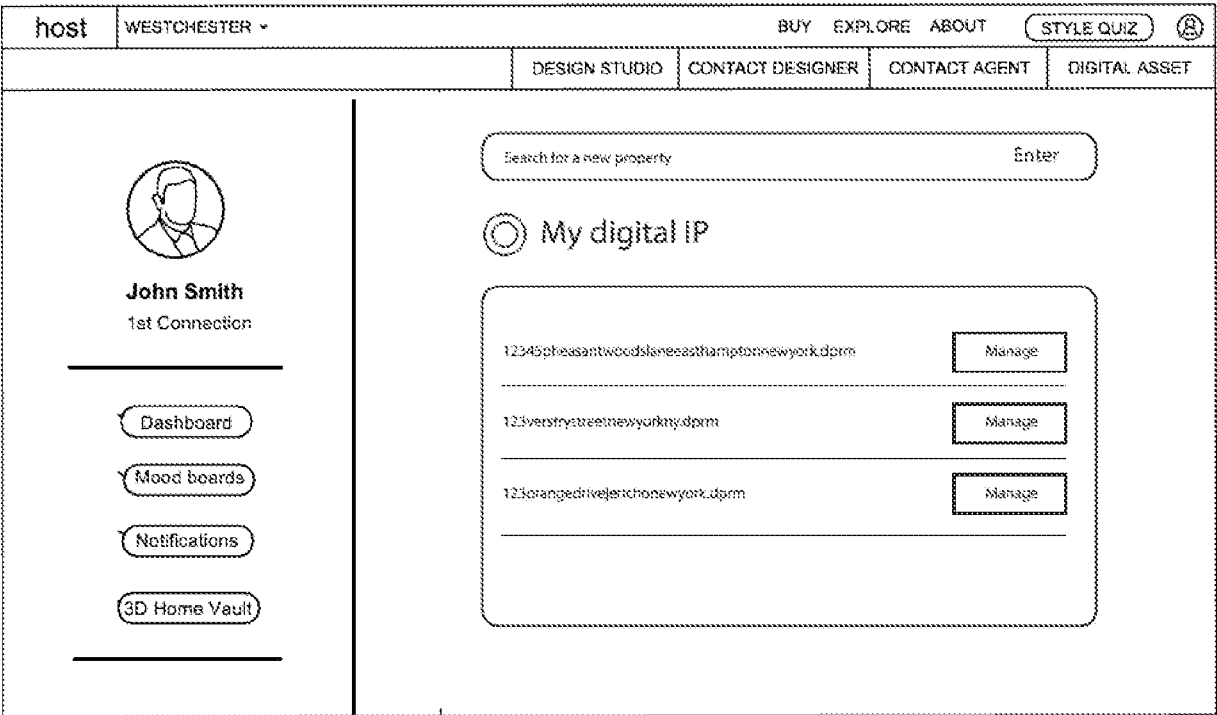 host
WESTCHESTER
BUY EXPLORE ABOUT STYLE QUIZ
DESIGN STUDIO CONTACT DESIGNER CONTACT AGENT DIGITAL ASSET
Search for a new property Enter
My digital IP
John Smith
1st Connection
12345pheasantwoodslaneeasthamptonnewyork.dprm Manage
123verstrystreetnewyorkny.dprm Manage
123orangedrivejerichonewyork.dprm Manage
Dashboard
Mood boards
Notifications
3D Home Vault